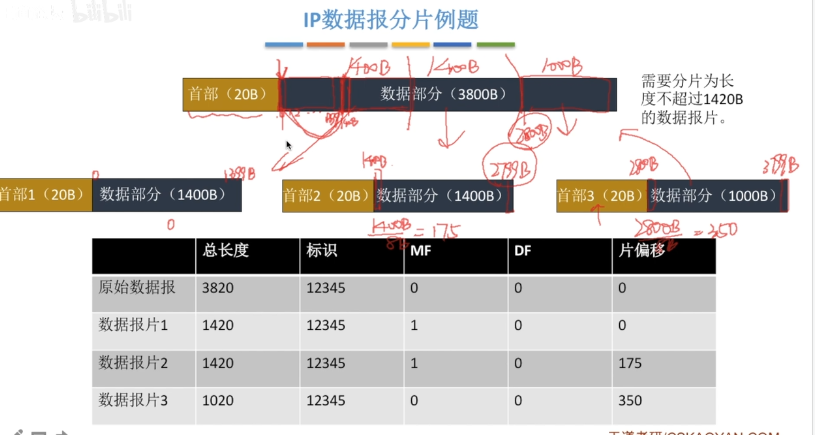 bilibili
IP数据报分片例题
1400B 1400B 1000B
首部（20B） 数据部分（3800B）
需要分片为长
度不超过1420B
的数据报片。
2800B
0 1399B 1400 2799B 2800B 3799B
首部1（20B） 数据部分（1400B） 首部2（20B） 数据部分（1400B） 首部3（20B） 数据部分（1000B）
0 1400B/8B=175 2800B/8B=350
总长度 标识 MF DF 片偏移
原始数据报 3820 12345 0 0 0
数据报片1 1420 12345 1 0 0
数据报片2 1420 12345 1 0 175
数据报片3 1020 12345 0 0 350